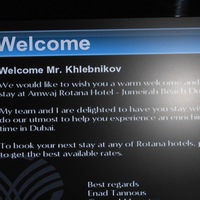 Welcome
Welcome Mr. Khlebnikov
We would like to wish you a warm welcome and
stay at Amwaj Rotana Hotel - Jumeirah Beach Du
My team and I are delighted to have you stay wi
do our utmost to help you experience an enrichi
time in Dubai.
To book your next stay at any of Rotana hotels, p
to get the best available rates.
Best regards
Enad Tannous